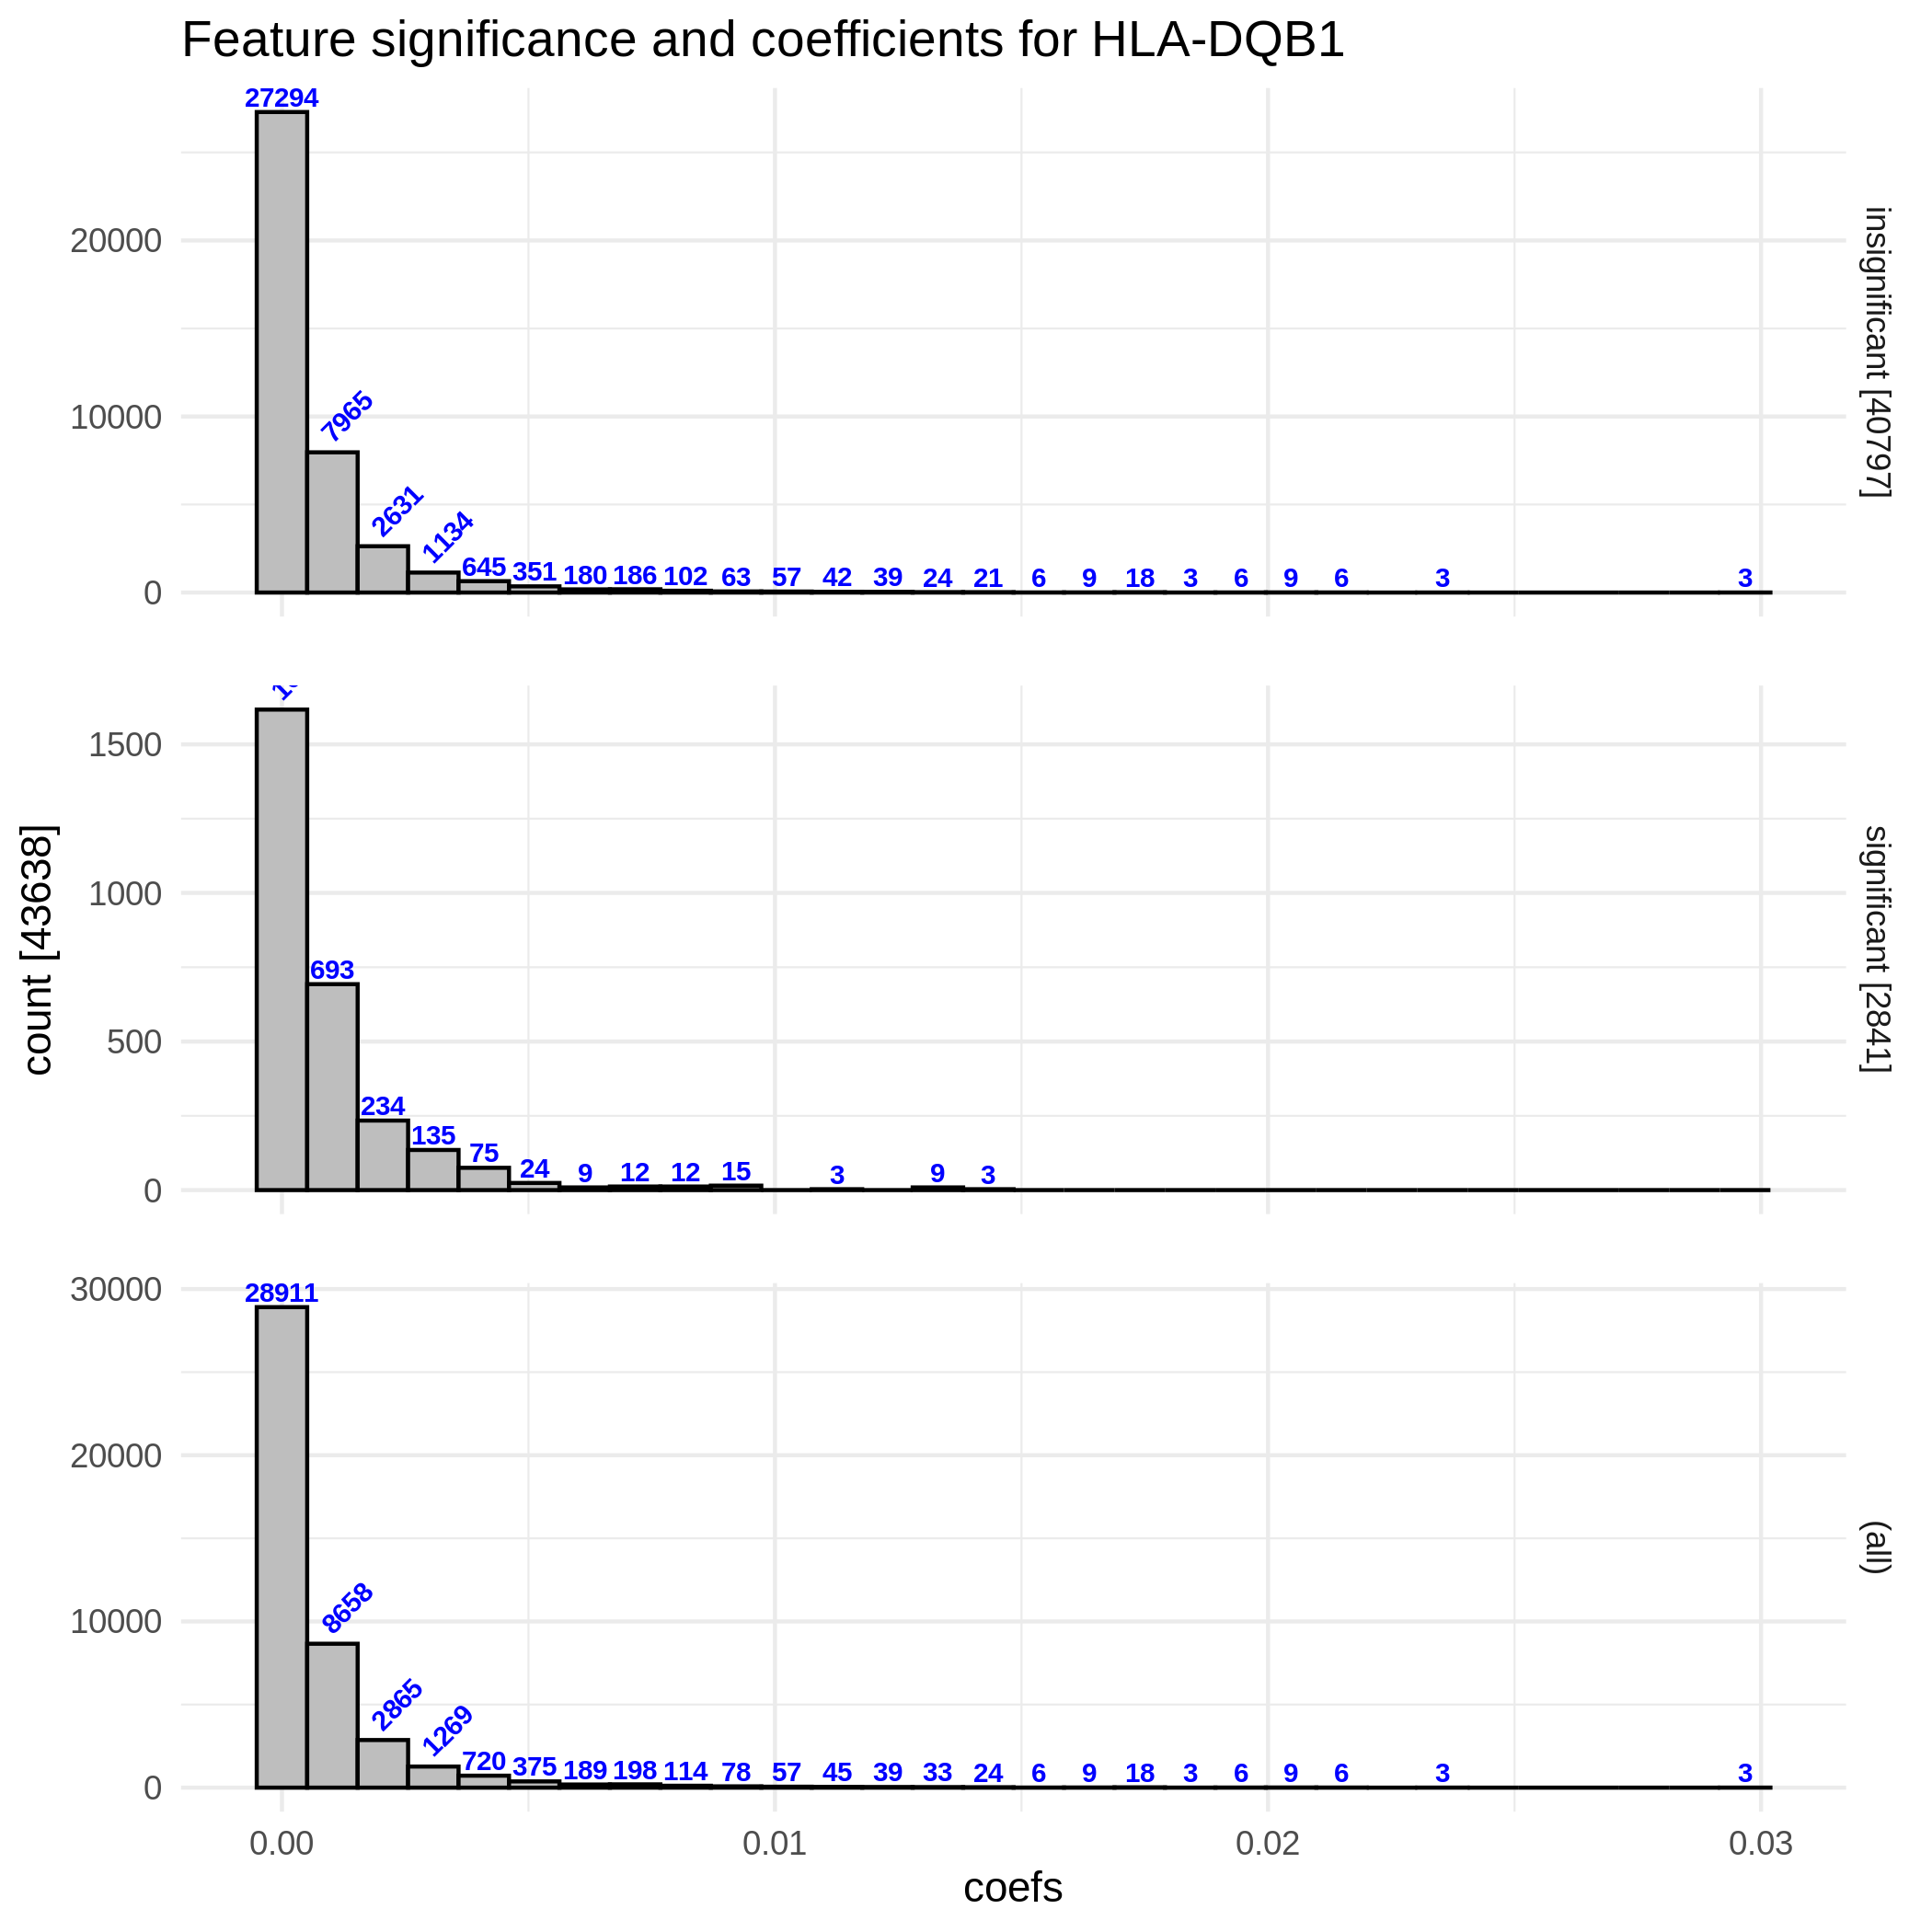 Feature significance and coefficients for HLA-DQB1
27294
7965
2631
1134
645 351 180 186 102 63 57 42 39 24 21 6 9 18 3 6 9 6 3 3
20000
10000
0
insignificant [40797]
693
234
135
75
24 9 12 12 15 3 9 3
1500
1000
500
0
significant [2841]
count [43638]
28911
8658
2865
1269
720 375 189 198 114 78 57 45 39 33 24 6 9 18 3 6 9 6 3 3
30000
20000
10000
0
(all)
0.00 0.01 0.02 0.03
coefs